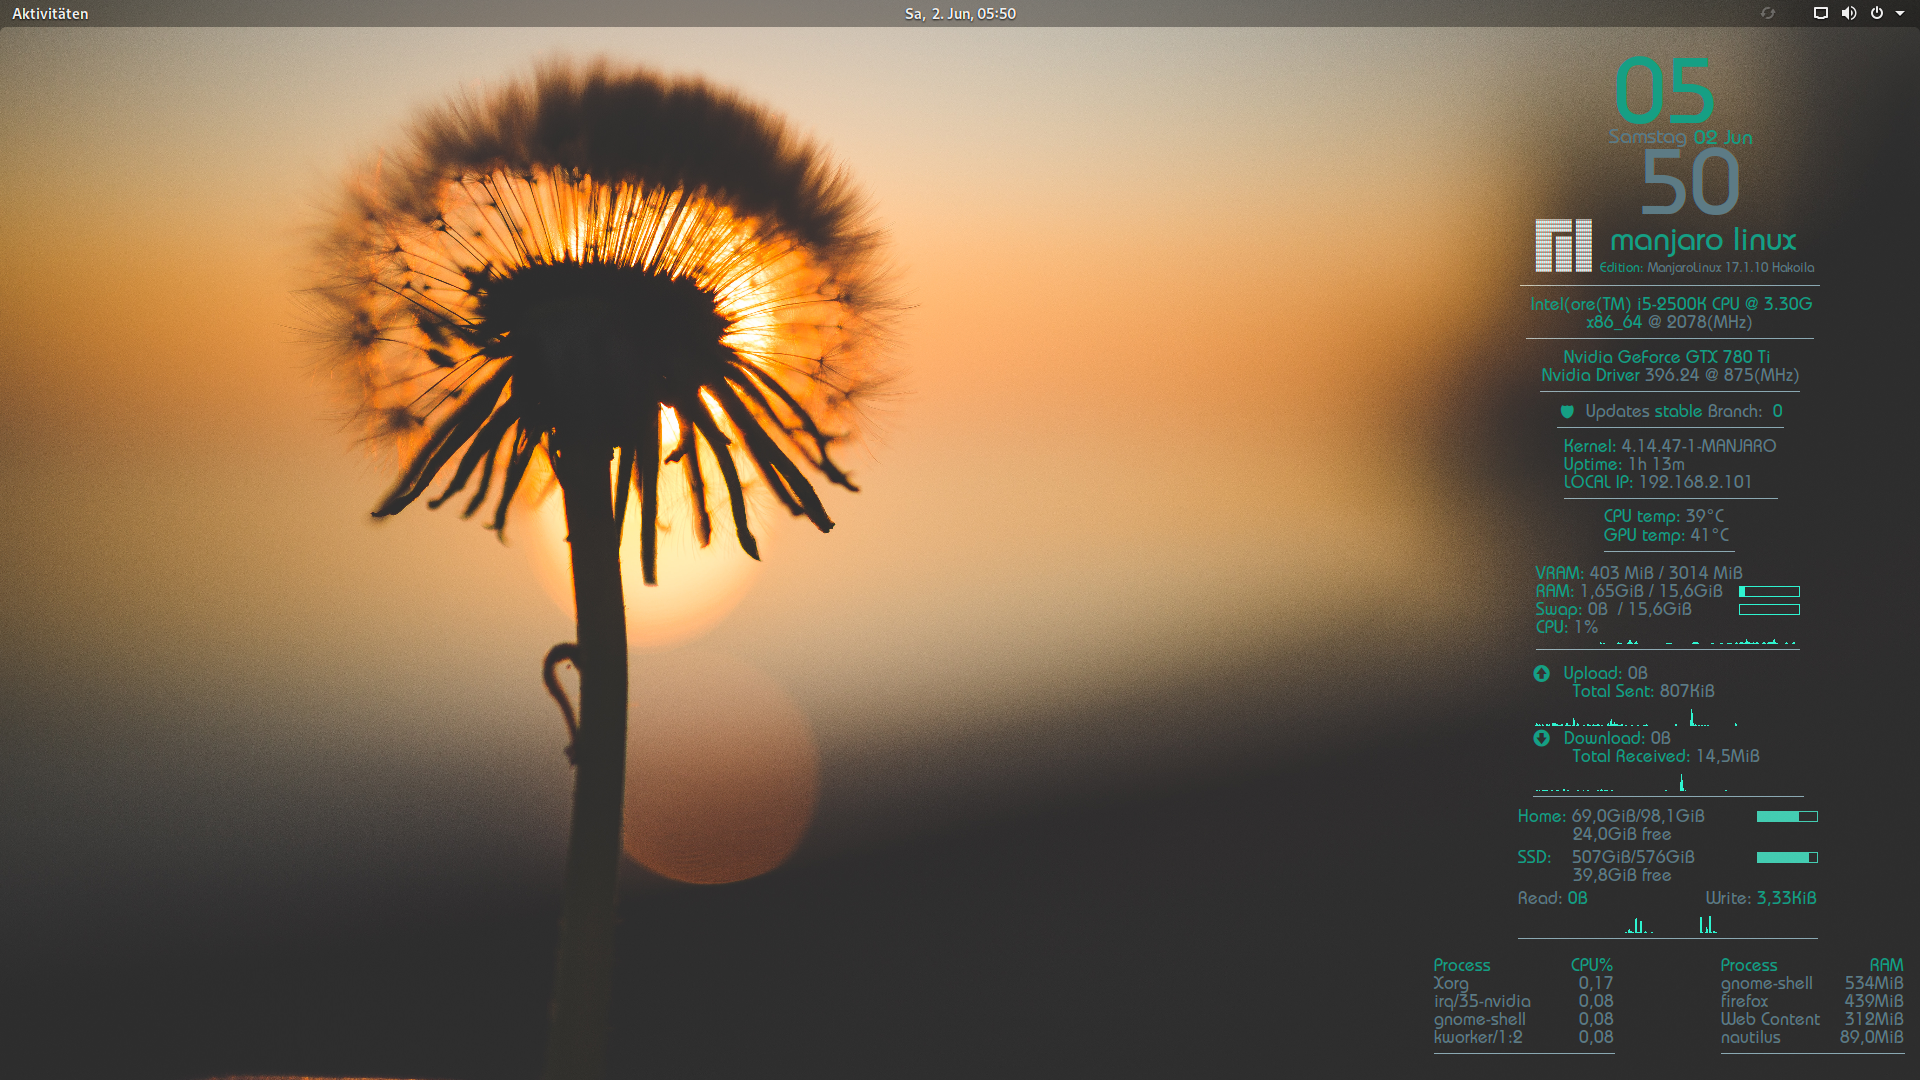 Aktivitäten
Sa, 2. Jun, 05:50
05
Samstag 02 Jun
50
manjaro linux
Edition: ManjaroLinux 17.1.10 Hakoila
Intel(ore(TM) i5-2500K CPU @ 3.30G
x86_64 @ 2078(MHz)
Nvidia GeForce GTX 780 Ti
Nvidia Driver 396.24 @ 875(MHz)
Updates stable Branch: 0
Kernel: 4.14.47-1-MANJARO
Uptime: 1h 13m
LOCAL IP: 192.168.2.101
CPU temp: 39°C
GPU temp: 41°C
VRAM: 403 MiB / 3014 MiB
RAM: 1,65GiB / 15,6GiB
Swap: 0B / 15,6GiB
CPU: 1%
Upload: 0B
Total Sent: 807KiB
Download: 0B
Total Received: 14,5MiB
Home: 69,0GiB/98,1GiB
24,0GiB free
SSD: 507GiB/576GiB
39,8GiB free
Read: 0B Write: 3,33KiB
Process CPU%
Xorg 0,17
irq/35-nvidia 0,08
gnome-shell 0,08
kworker/1:2 0,08
Process RAM
gnome-shell 534MiB
firefox 439MiB
Web Content 312MiB
nautilus 89,0MiB